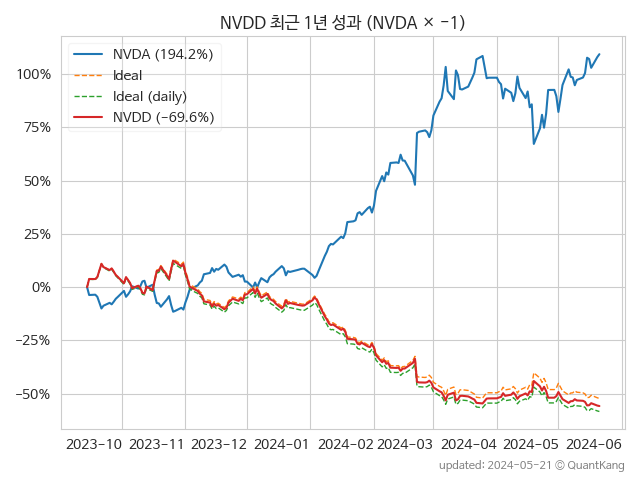 NVDD 최근 1년 성과 (NVDA × −1)
NVDA (194.2%)
Ideal
Ideal (daily)
NVDD (−69.6%)
100%
75%
50%
25%
0%
−25%
−50%
2023−10 2023−11 2023−12 2024−01 2024−02 2024−03 2024−04 2024−05 2024−06
updated: 2024−05−21 © QuantKang